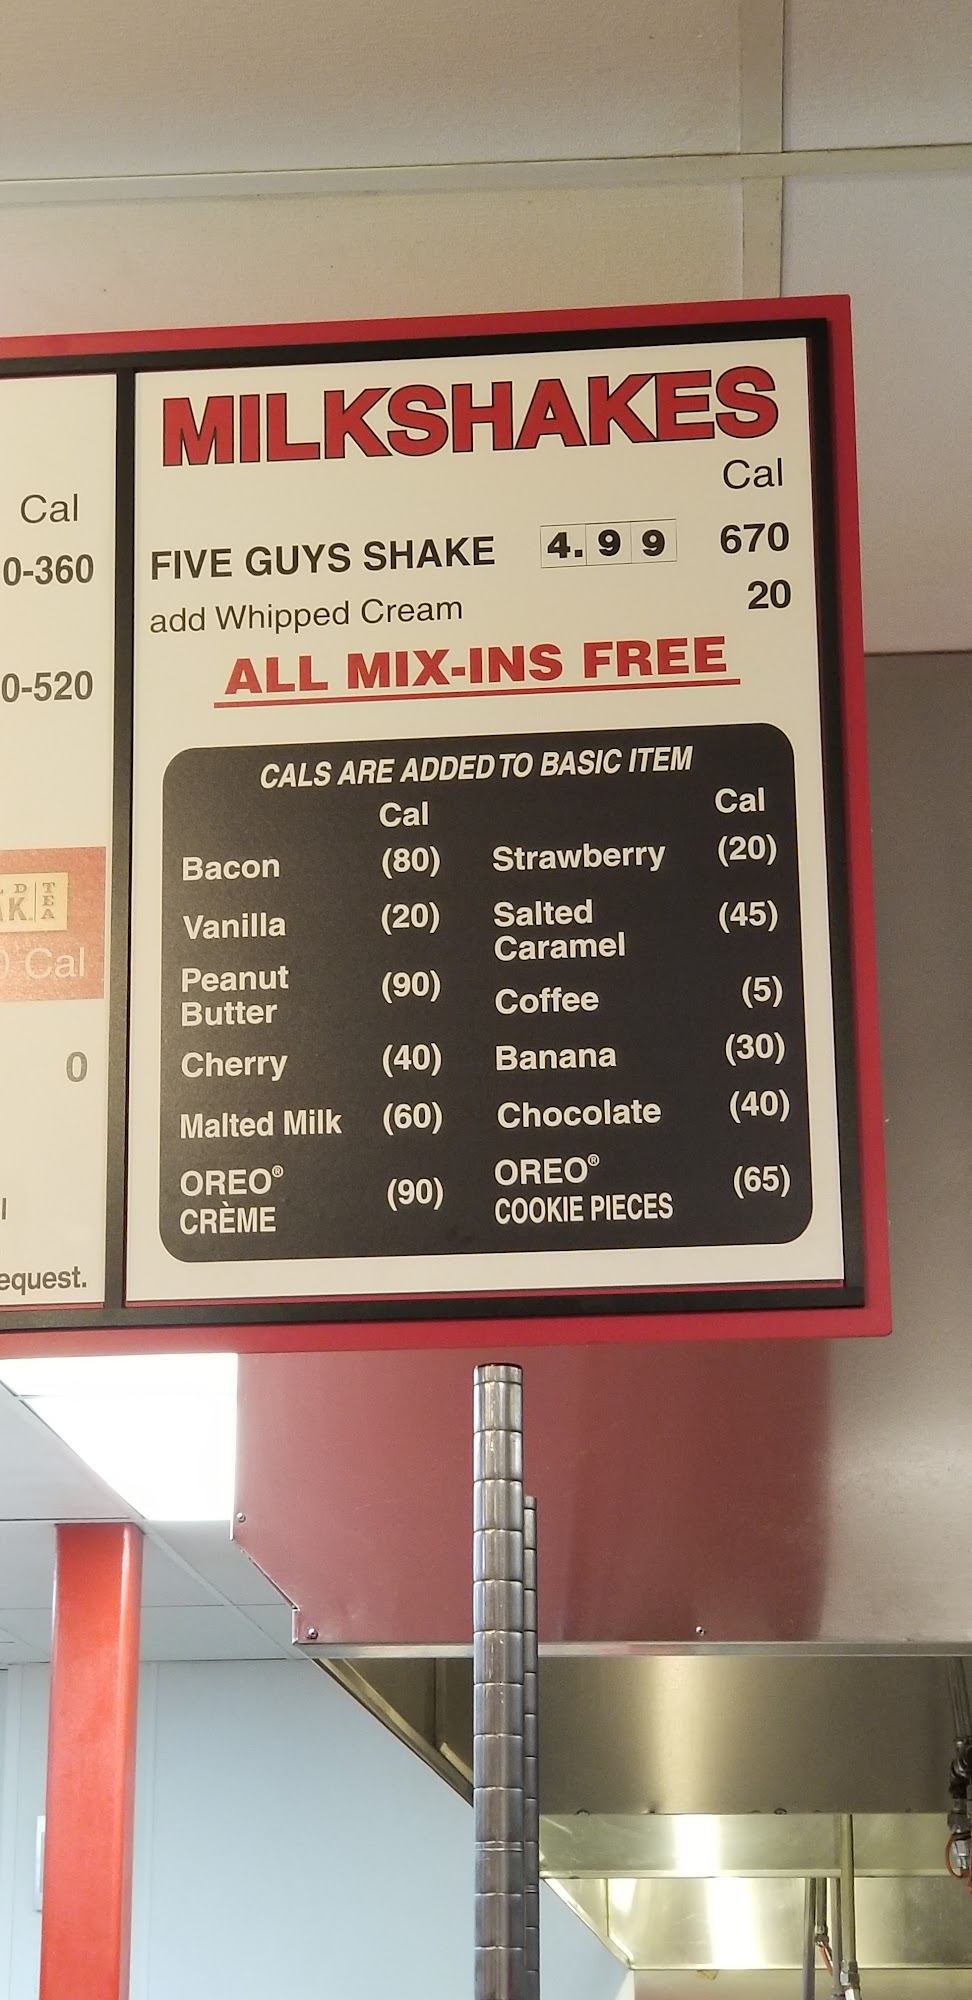 Cal
0-360
0-520
L D
K.
TEA
0 Cal
0
l
equest.
MILKSHAKES
Cal
FIVE GUYS SHAKE 4.99 670
add Whipped Cream 20
ALL MIX-INS FREE
CALS ARE ADDED TO BASIC ITEM
Cal Cal
Bacon (80) Strawberry (20)
Vanilla (20) Salted
Caramel (45)
Peanut
Butter (90) Coffee (5)
Cherry (40) Banana (30)
Malted Milk (60) Chocolate (40)
OREO®
CRÈME (90) OREO®
COOKIE PIECES (65)